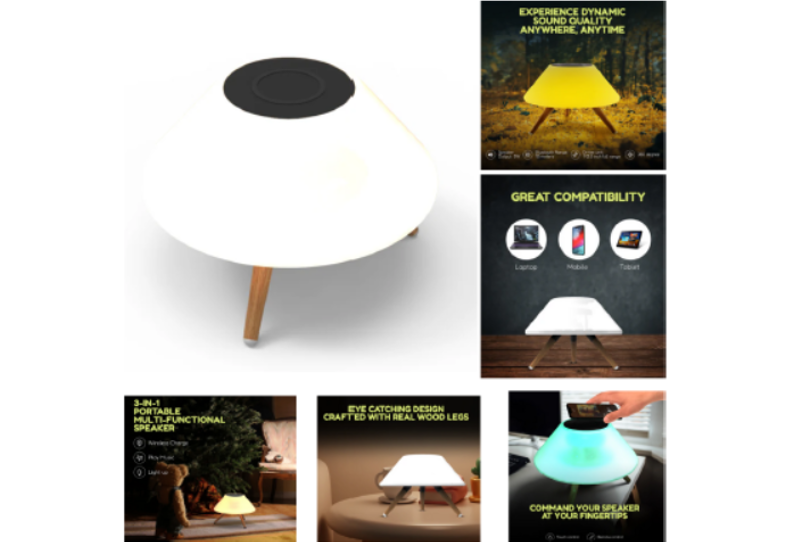 EXPERIENCE DYNAMIC
SOUND QUALITY
ANYWHERE, ANYTIME
GREAT COMPATIBILITY
Laptop
Mobile
Tablet
3-IN-1
PORTABLE
MULTI-FUNCTIONAL
SPEAKER
Wireless Charge
Play Music
Light up
EYE CATCHING DESIGN
CRAFTED WITH REAL WOOD LEGS
COMMAND YOUR SPEAKER
AT YOUR FINGERTIPS